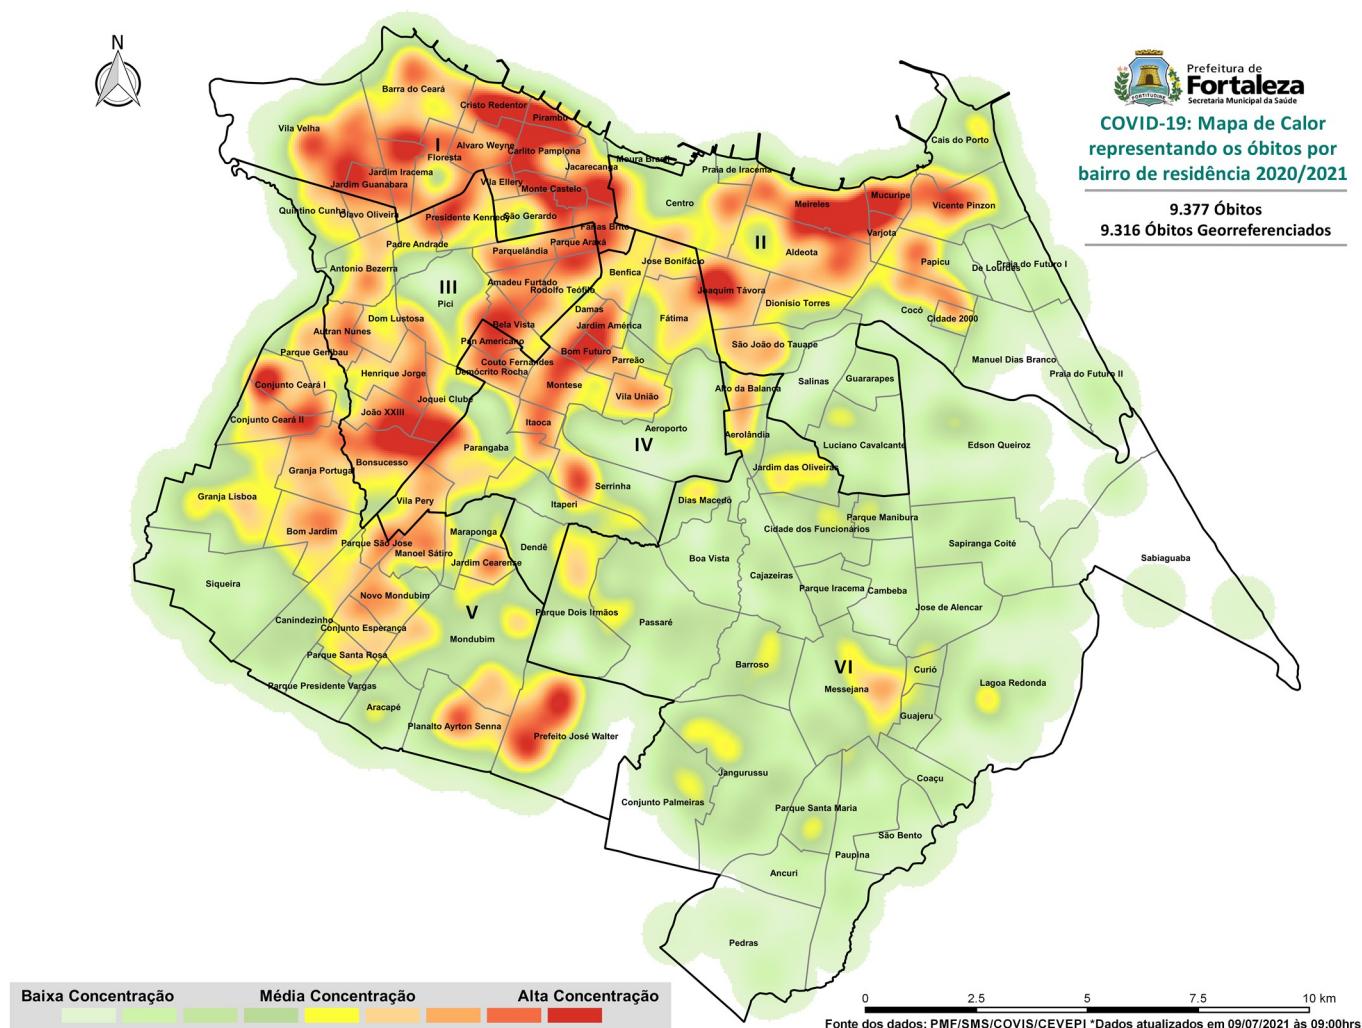 N
Prefeitura de
Fortaleza
Secretaria Municipal da Saúde
COVID-19: Mapa de Calor
representando os óbitos por
bairro de residência 2020/2021
9.377 Óbitos
9.316 Óbitos Georreferenciados
Barra do Ceará
Cristo Redentor
Pirambu
Vila Velha
I
Floresta
Alvaro Weyne
Carlito Pamplona
Jacarecanga
Moura Brasil
Jardim Iracema
Jardim Guanabara
Vila Ellery
Monte Castelo
Praia de Iracema
Cais do Porto
Quintino Cunha
Olavo Oliveira
Presidente Kennedy
São Gerardo
Farias Brito
Centro
Meireles
Mucuripe
Vicente Pinzon
Varjota
Padre Andrade
Parquelândia
Parque Araxá
II
Aldeota
Antonio Bezerra
III
Pici
Amadeu Furtado
Rodolfo Teófilo
Benfica
Jose Bonifácio
Joaquim Távora
Dionisio Torres
Papicu
De Lourdes
Praia do Futuro I
Cocó
Cidade 2000
Autran Nunes
Dom Lustosa
Bela Vista
Damas
Jardim América
Fátima
Parque Genibau
Pan Americano
Bom Futuro
São João do Tauape
Manuel Dias Branco
Praia do Futuro II
Conjunto Ceará I
Henrique Jorge
Couto Fernandes
Demócrito Rocha
Parreão
Montese
Vila União
Alto da Balança
Salinas
Guararapes
Conjunto Ceará II
João XXIII
Joquei Clube
Itaoca
Aeroporto
Aerolândia
IV
Luciano Cavalcante
Edson Queiroz
Parangaba
Bonsucesso
Granja Portugal
Granja Lisboa
Vila Pery
Serrinha
Itaperi
Jardim das Oliveiras
Dias Macedo
Parque Manibura
Cidade dos Funcionários
Bom Jardim
Parque São Jose
Manoel Sátiro
Maraponga
Jardim Cearense
Dendê
Boa Vista
Sapiranga Coité
Sabiaguaba
Siqueira
Novo Mondubim
Cajazeiras
Parque Iracema
Cambeba
Jose de Alencar
Canindezinho
Conjunto Esperança
V
Mondubim
Parque Dois Irmãos
Passaré
Parque Santa Rosa
Parque Presidente Vargas
Aracapé
Planalto Ayrton Senna
Prefeito José Walter
Barroso
VI
Messejana
Curió
Lagoa Redonda
Guajeru
Jangurussu
Conjunto Palmeiras
Coaçu
Parque Santa Maria
São Bento
Paupina
Ancuri
Pedras
Baixa Concentração
Média Concentração
Alta Concentração
0 2.5 5 7.5 10 km
Fonte dos dados: PMF/SMS/COVIS/CEVEPI *Dados atualizados em 09/07/2021 às 09:00hrs